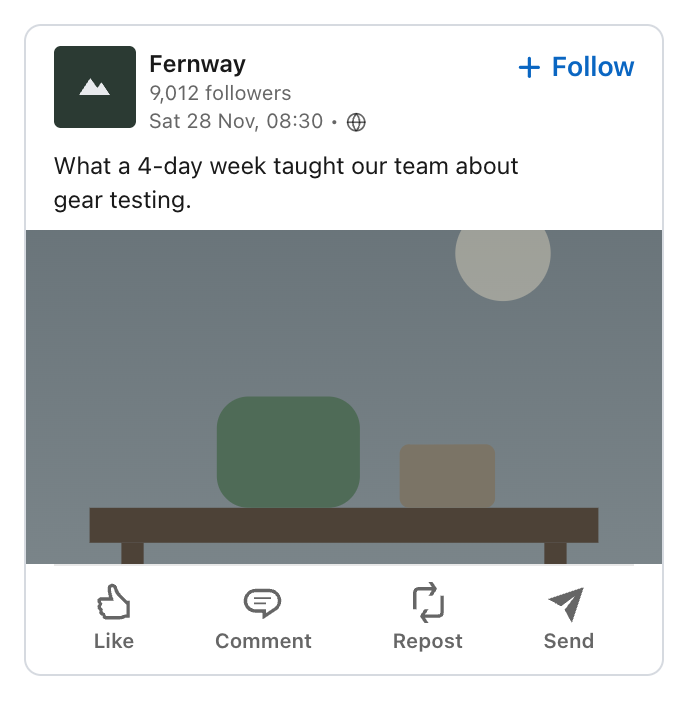 Fernway
+ Follow
9,012 followers
Sat 28 Nov, 08:30 •
What a 4-day week taught our team about
gear testing.
Like
Comment
Repost
Send